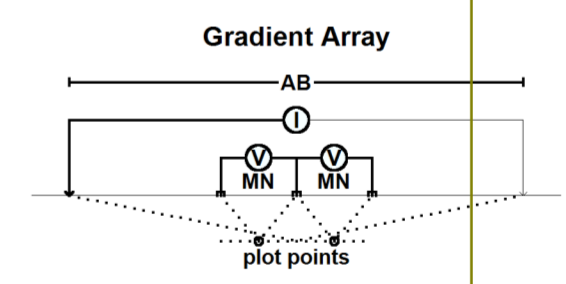 Gradient Array
AB
I
V V
MN MN
plot points